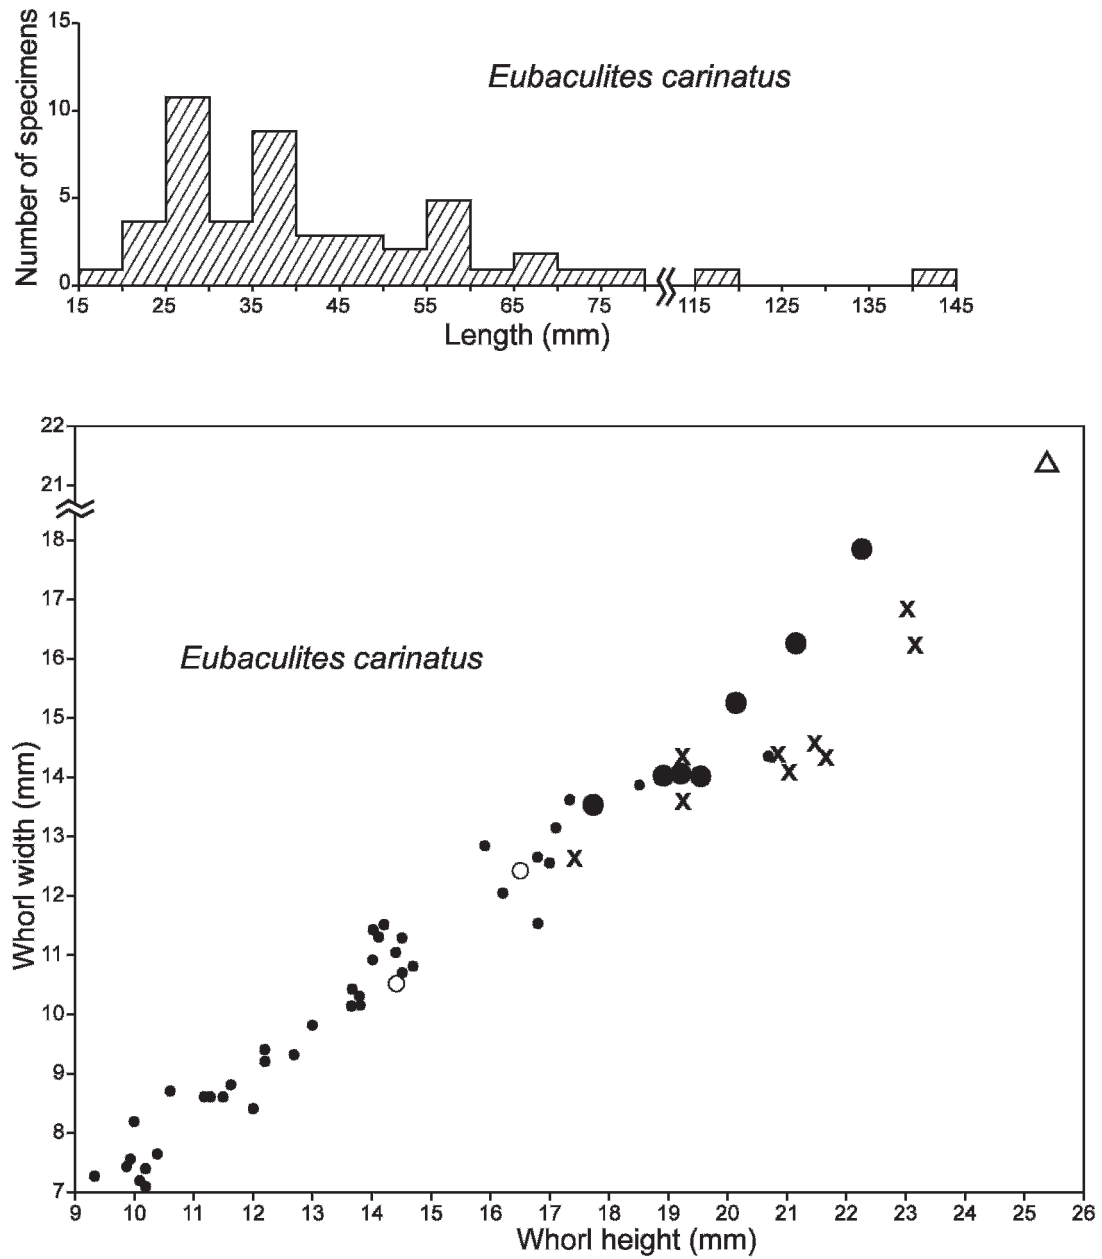 15
Eubaculites carinatus
10
5
0
Number of specimens
15 25 35 45 55 65 75 115 125 135 145
Length (mm)
22
21
18
17
Eubaculites carinatus
16
15
14
13
12
11
10
9
8
7
Whorl width (mm)
9 10 11 12 13 14 15 16 17 18 19 20 21 22 23 24 25 26
Whorl height (mm)